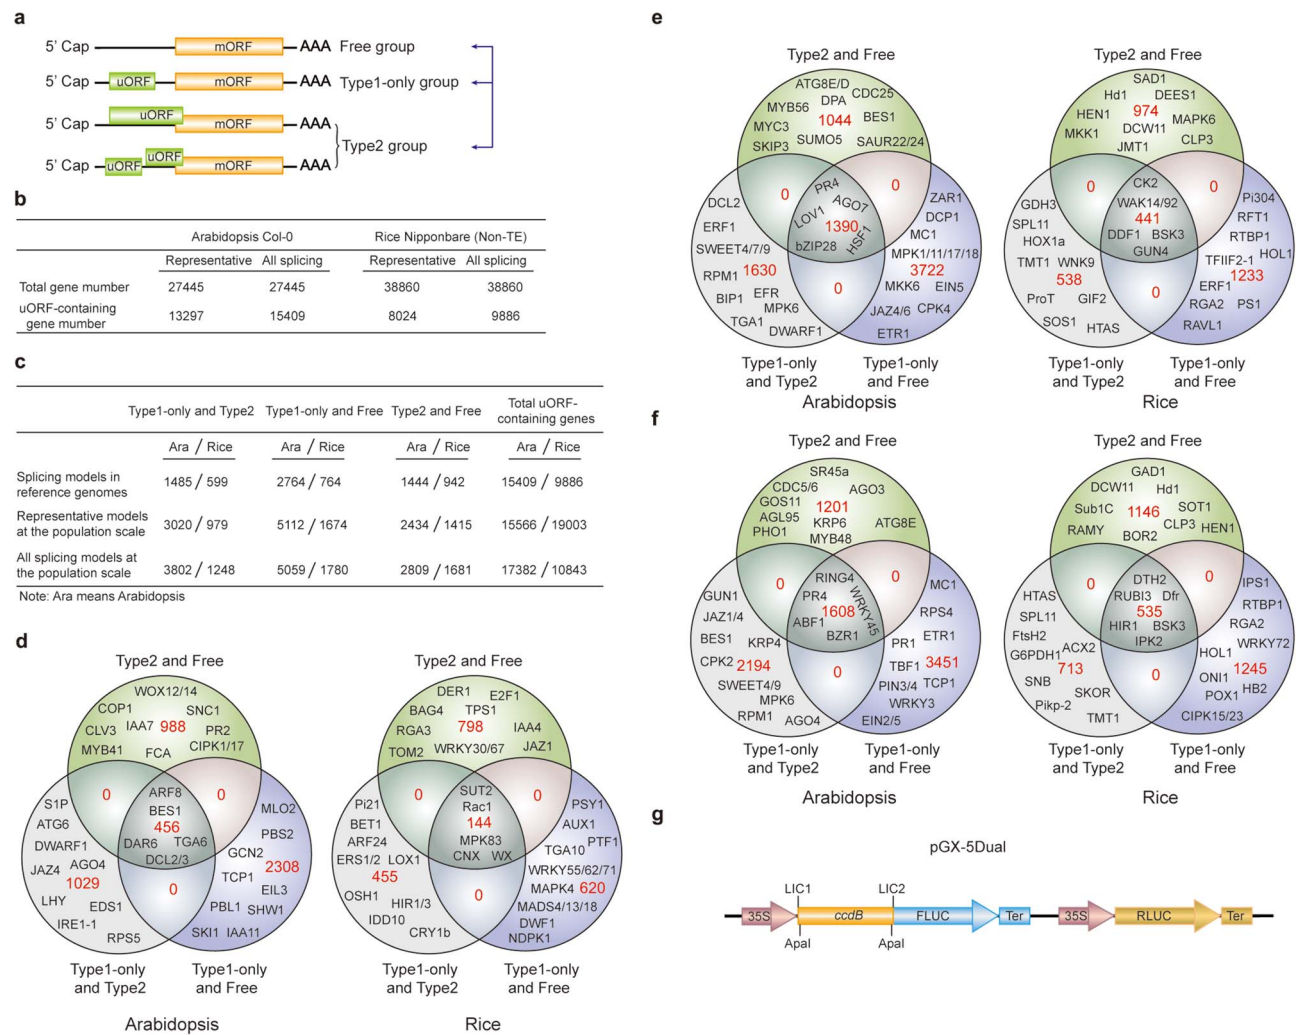 a
5' Cap mORF AAA Free group
5' Cap uORF mORF AAA Type1-only group
5' Cap uORF mORF AAA
Type2 group
5' Cap uORF uORF mORF AAA
b
Arabidopsis Col-0 Rice Nipponbare (Non-TE)
Representative All splicing Representative All splicing
Total gene number 27445 27445 38860 38860
uORF-containing
gene number 13297 15409 8024 9886
c
Type1-only and Type2 Type1-only and Free Type2 and Free Total uORF-
containing genes
Ara / Rice Ara / Rice Ara / Rice Ara / Rice
Splicing models in
reference genomes 1485 / 599 2764 / 764 1444 / 942 15409 / 9886
Representative models
at the population scale 3020 / 979 5112 / 1674 2434 / 1415 15566 / 19003
All splicing models at
the population scale 3802 / 1248 5059 / 1780 2809 / 1681 17382 / 10843
Note: Ara means Arabidopsis
d
Type2 and Free
WOX12/14
COP1 SNC1
IAA7 988
CLV3 PR2
MYB41 CIPK1/17
FCA
0 0
ARF8
BES1
456
DAR6 TGA6
DCL2/3
0
S1P
ATG6
DWARF1
JAZ4 AGO4
1029
LHY EDS1
IRE1-1
RPS5
MLO2
PBS2
GCN2
2308
TCP1
EIL3
PBL1 SHW1
SKI1 IAA11
Type1-only
and Type2
Type1-only
and Free
Arabidopsis
Type2 and Free
DER1 E2F1
BAG4 TPS1
RGA3 798 IAA4
TOM2 WRKY30/67 JAZ1
0 0
SUT2
Rac1
144
MPK83
CNX WX
0
Pi21
BET1
ARF24
ERS1/2 LOX1
455
OSH1 HIR1/3
IDD10
CRY1b
PSY1
AUX1
PTF1
TGA10
WRKY55/62/71
MAPK4 620
MADS4/13/18
DWF1
NDPK1
Type1-only
and Type2
Type1-only
and Free
Rice
e
Type2 and Free
ATG8E/D
CDC25
DPA
MYB56 1044 BES1
MYC3
SUMO5
SKIP3 SAUR22/24
0 0
PR4
AGO7
LOV1
1390
bZIP28 HSF1
0
DCL2
ERF1
SWEET4/7/9
RPM1 1630
BIP1 EFR
MPK6
TGA1
DWARF1
ZAR1
DCP1
MC1
MPK1/11/17/18
3722
MKK6 EIN5
JAZ4/6 CPK4
ETR1
Type1-only
and Type2
Type1-only
and Free
Arabidopsis
Type2 and Free
SAD1
Hd1 DEES1
HEN1 974 MAPK6
MKK1 DCW11 CLP3
JMT1
0 0
CK2
WAK14/92
441
DDF1 BSK3
GUN4
0
GDH3
SPL11
HOX1a
TMT1 WNK9
538
ProT GIF2
SOS1
HTAS
Pi304
RFT1
RTBP1
HOL1
TFIIF2-1
1233
ERF1
RGA2 PS1
RAVL1
Type1-only
and Type2
Type1-only
and Free
Rice
f
Type2 and Free
SR45a
CDC5/6 AGO3
GOS11 1201
AGL95 KRP6 ATG8E
PHO1
MYB48
0 0
RING4
PR4 WRKY45
1608
ABF1
BZR1
0
GUN1
JAZ1/4
BES1 KRP4
CPK2 2194
SWEET4/9
MPK6
RPM1
AGO4
MC1
RPS4
PR1 ETR1
TBF1 3451
PIN3/4 TCP1
WRKY3
EIN2/5
Type1-only
and Type2
Type1-only
and Free
Arabidopsis
Type2 and Free
GAD1
DCW11 Hd1
Sub1C 1146 SOT1
RAMY CLP3 HEN1
BOR2
0 0
DTH2
RUBI3 Dfr
535
HIR1 BSK3
IPK2
0
HTAS
SPL11
FtsH2
G6PDH1 ACX2
713
SNB
SKOR
Pikp-2
TMT1
IPS1
RTBP1
RGA2
WRKY72
HOL1
1245
ONI1
HB2
POX1
CIPK15/23
Type1-only
and Type2
Type1-only
and Free
Rice
g
pGX-5Dual
LIC1 LIC2
35S ccdB FLUC Ter 35S RLUC Ter
ApaI ApaI